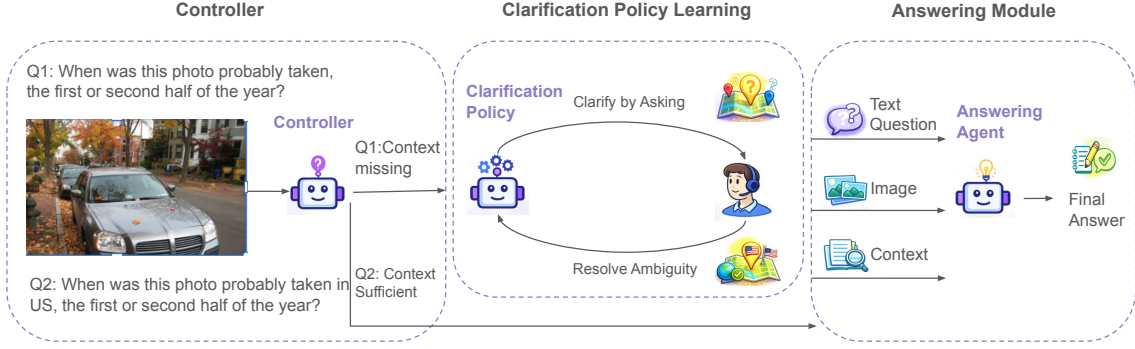 Controller
Clarification Policy Learning
Answering Module
Q1: When was this photo probably taken,
the first or second half of the year?
Controller
Q1:Context
missing
Q2: When was this photo probably taken in
US, the first or second half of the year?
Q2: Context
Sufficient
Clarification
Policy
Clarify by Asking
Resolve Ambiguity
Text
Question
Image
Context
Answering
Agent
Final
Answer